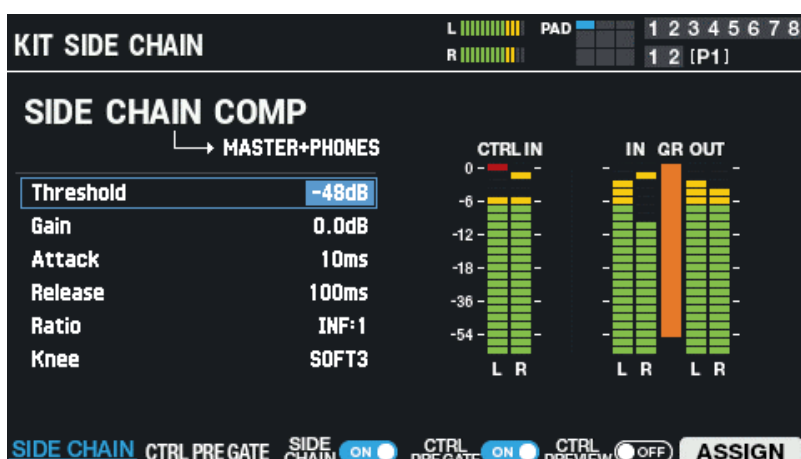 KIT SIDE CHAIN
L PAD 1 2 3 4 5 6 7 8
R 1 2 [P1]
SIDE CHAIN COMP
MASTER+PHONES
CTRL IN IN GR OUT
Threshold -48dB
Gain 0.0dB
Attack 10ms
Release 100ms
Ratio INF:1
Knee SOFT3
0
-6
-12
-18
-36
-54
L R L R L R
SIDE CHAIN CTRL PRE GATE SIDE CHAIN ON CTRL PRE GATE ON CTRL PREVIEW OFF ASSIGN